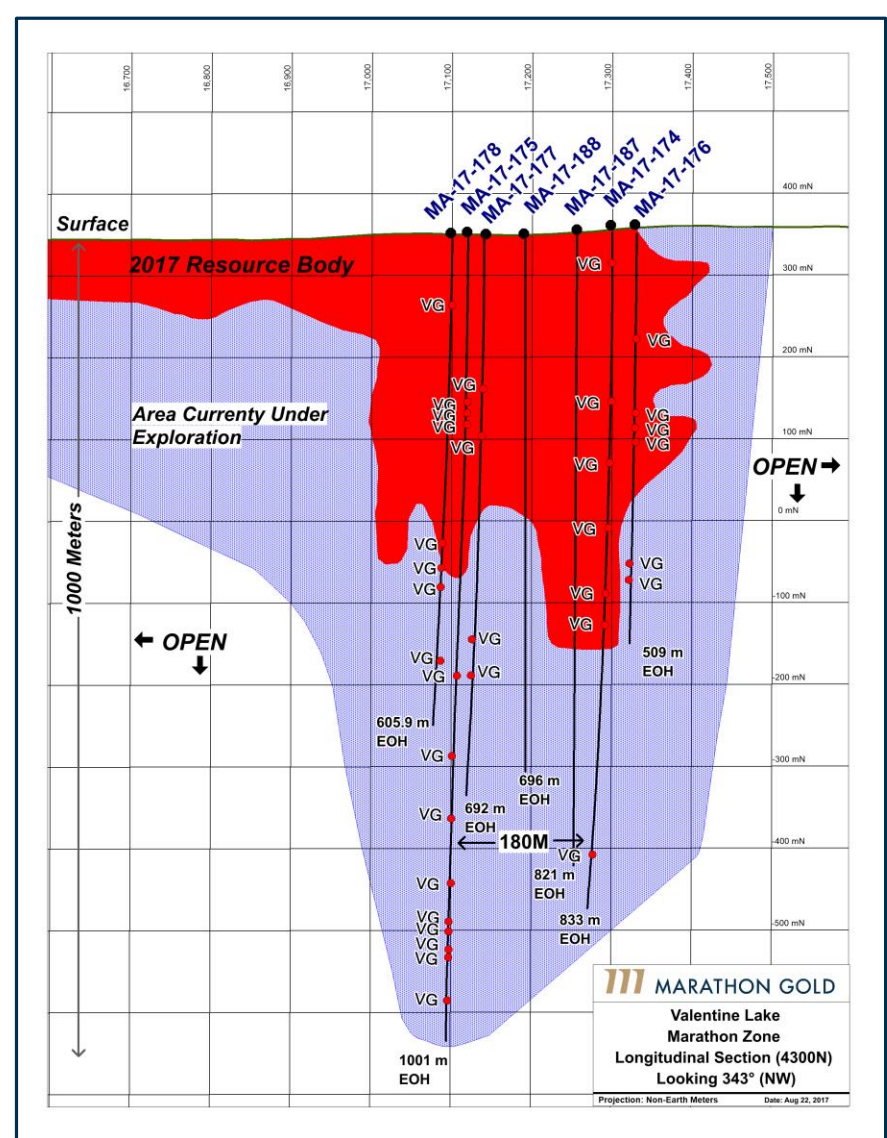 16,700
16,800
16,900
17,000
17,100
17,200
17,300
17,400
17,500
MA-17-178
MA-17-175
MA-17-177
MA-17-188
MA-17-187
MA-17-174
MA-17-176
400 mN
Surface
2017 Resource Body
VG
300 mN
VG
VG
200 mN
VG
VG
VG
VG
VG
VG
VG
VG
VG
VG
Area Currenty Under
Exploration
100 mN
VG
OPEN
0 mN
VG
VG
VG
VG
VG
VG
VG
-100 mN
1000 Meters
VG
OPEN
VG
VG
509 m
EOH
VG
VG
-200 mN
605.9 m
EOH
VG
-300 mN
696 m
EOH
692 m
EOH
VG
180M
-400 mN
VG
821 m
EOH
VG
833 m
EOH
VG
VG
VG
VG
-500 mN
VG
1001 m
EOH
MARATHON GOLD
Valentine Lake
Marathon Zone
Longitudinal Section (4300N)
Looking 343° (NW)
Projection: Non-Earth Meters
Date: Aug 22, 2017